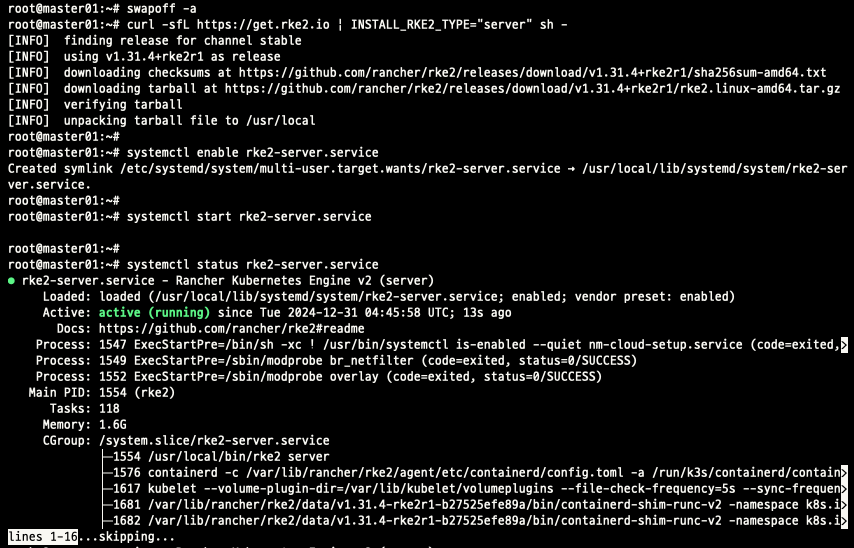 root@master01:~# swapoff -a
root@master01:~# curl -sfL https://get.rke2.io | INSTALL_RKE2_TYPE="server" sh -
[INFO]  finding release for channel stable
[INFO]  using v1.31.4+rke2r1 as release
[INFO]  downloading checksums at https://github.com/rancher/rke2/releases/download/v1.31.4+rke2r1/sha256sum-amd64.txt
[INFO]  downloading tarball at https://github.com/rancher/rke2/releases/download/v1.31.4+rke2r1/rke2.linux-amd64.tar.gz
[INFO]  verifying tarball
[INFO]  unpacking tarball file to /usr/local
root@master01:~#
root@master01:~# systemctl enable rke2-server.service
Created symlink /etc/systemd/system/multi-user.target.wants/rke2-server.service → /usr/local/lib/systemd/system/rke2-ser
ver.service.
root@master01:~#
root@master01:~# systemctl start rke2-server.service
root@master01:~#
root@master01:~# systemctl status rke2-server.service
● rke2-server.service - Rancher Kubernetes Engine v2 (server)
     Loaded: loaded (/usr/local/lib/systemd/system/rke2-server.service; enabled; vendor preset: enabled)
     Active: active (running) since Tue 2024-12-31 04:45:58 UTC; 13s ago
       Docs: https://github.com/rancher/rke2#readme
    Process: 1547 ExecStartPre=/bin/sh -xc ! /usr/bin/systemctl is-enabled --quiet nm-cloud-setup.service (code=exited,>
    Process: 1549 ExecStartPre=/sbin/modprobe br_netfilter (code=exited, status=0/SUCCESS)
    Process: 1552 ExecStartPre=/sbin/modprobe overlay (code=exited, status=0/SUCCESS)
   Main PID: 1554 (rke2)
      Tasks: 118
     Memory: 1.6G
     CGroup: /system.slice/rke2-server.service
             ├─1554 /usr/local/bin/rke2 server
             ├─1576 containerd -c /var/lib/rancher/rke2/agent/etc/containerd/config.toml -a /run/k3s/containerd/contain>
             ├─1617 kubelet --volume-plugin-dir=/var/lib/kubelet/volumeplugins --file-check-frequency=5s --sync-frequen>
             ├─1681 /var/lib/rancher/rke2/data/v1.31.4-rke2r1-b27525efe89a/bin/containerd-shim-runc-v2 -namespace k8s.i>
             ├─1682 /var/lib/rancher/rke2/data/v1.31.4-rke2r1-b27525efe89a/bin/containerd-shim-runc-v2 -namespace k8s.i>
lines 1-16...skipping...